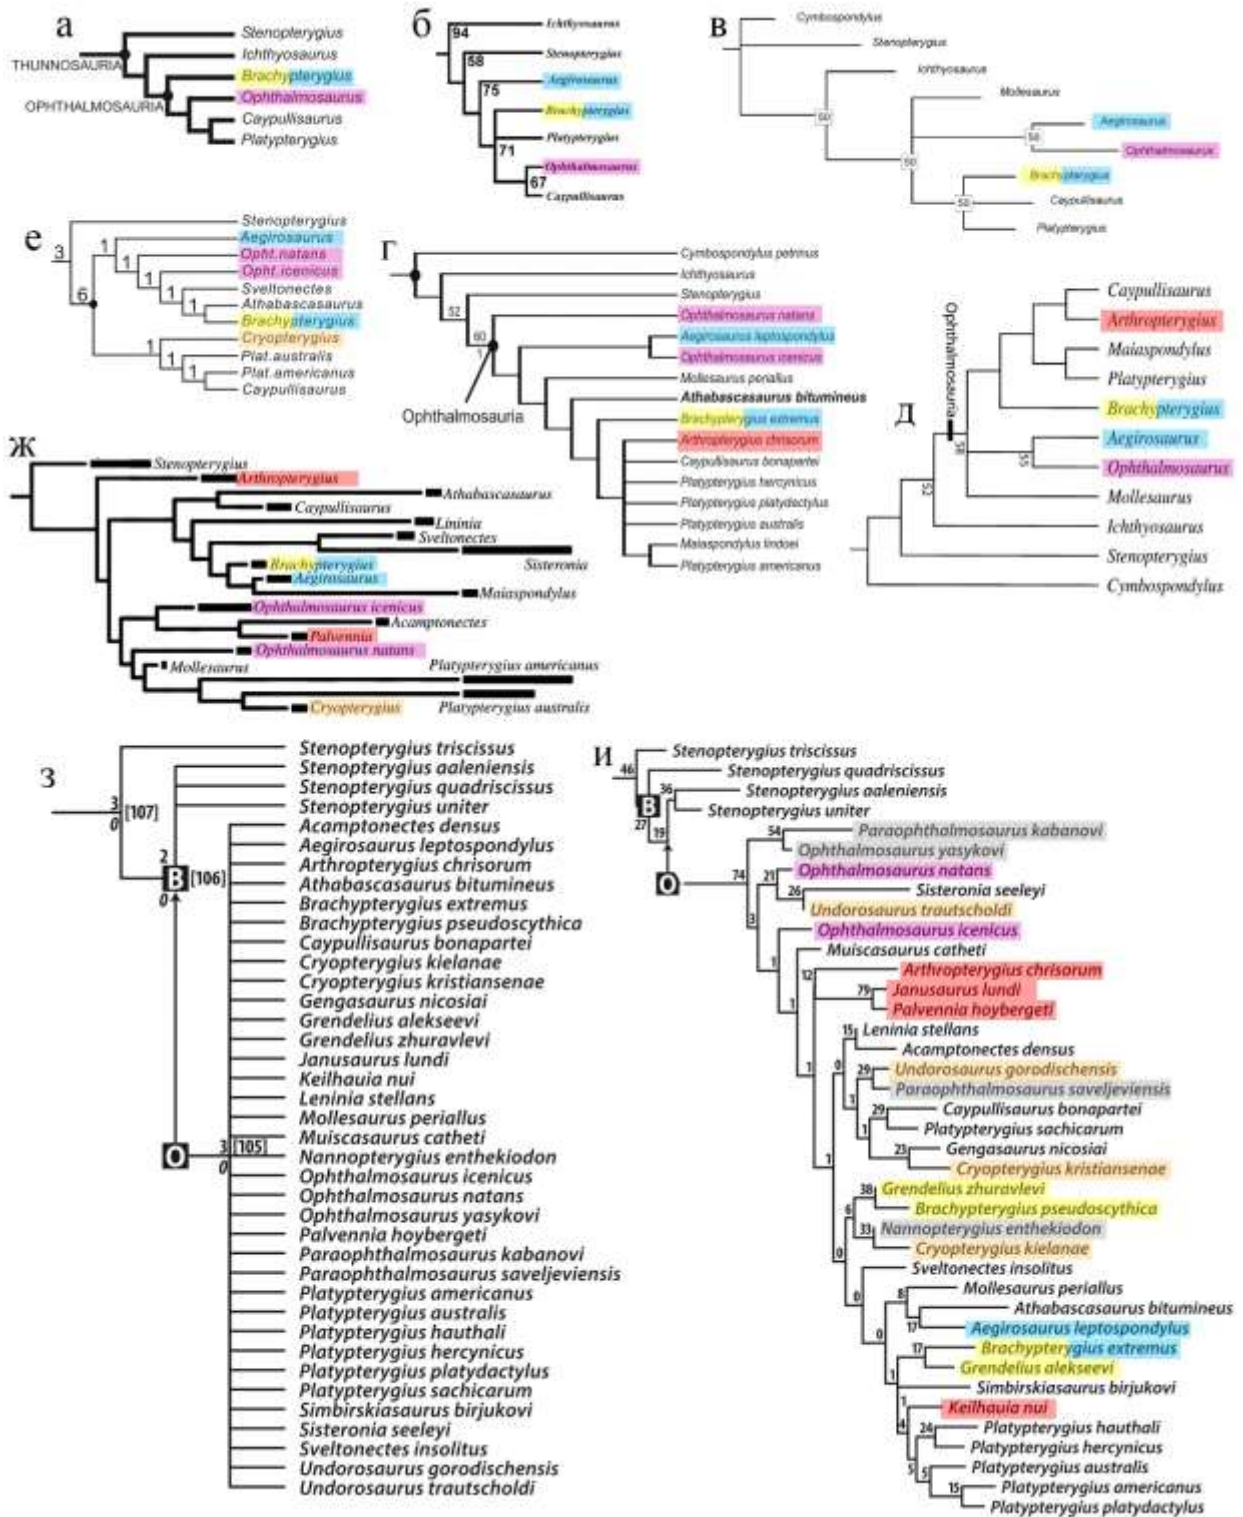 а
Stenopterygius
Ichthyosaurus
THUNNOSAURIA
Brachypterygius
Ophthalmosaurus
OPHTHALMOSAURIA
Caypullisaurus
Platypterygius
б
Ichthyosaurus
94
Stenopterygius
58
Aegirosaurus
75
Brachypterygius
Platypterygius
71
Ophthalmosaurus
67
Caypullisaurus
в
Cymbospondylus
Stenopterygius
Ichthyosaurus
Mollesaurus
50
Aegirosaurus
58
Ophthalmosaurus
50
Brachypterygius
50
Caypullisaurus
Platypterygius
е
Stenopterygius
3
Aegirosaurus
1
Opht.natans
1
Opht.icenicus
1
Sveltonectes
1
Athabascasaurus
1
Brachypterygius
6
Cryopterygius
1
Plat.australis
1
Plat.americanus
1
Caypullisaurus
г
Cymbospondylus petrinus
Ichthyosaurus
Stenopterygius
52
Ophthalmosaurus natans
60
1
Aegirosaurus leptospondylus
Ophthalmosaurus icenicus
Mollesaurus periallus
Ophthalmosauria
Athabascasaurus bitumineus
Brachypterygius extremus
Arthropterygius chrisorum
Caypullisaurus bonapartei
Platypterygius hercynicus
Platypterygius platydactylus
Platypterygius australis
Maiaspondylus lindoei
Platypterygius americanus
д
Ophthalmosauria
Caypullisaurus
Arthropterygius
Maiaspondylus
Platypterygius
Brachypterygius
58
Aegirosaurus
55
Ophthalmosaurus
52
Mollesaurus
Ichthyosaurus
Stenopterygius
Cymbospondylus
ж
Stenopterygius
Arthropterygius
Athabascasaurus
Caypullisaurus
Lininia
Sveltonectes
Sisteronia
Brachypterygius
Aegirosaurus
Maiaspondylus
Ophthalmosaurus icenicus
Acamptonectes
Palvennia
Ophthalmosaurus natans
Mollesaurus
Platypterygius americanus
Cryopterygius
Platypterygius australis
з
3
0
[107]
2
B
[106]
0
O
3
[105]
0
Stenopterygius triscissus
Stenopterygius aaleniensis
Stenopterygius quadriscissus
Stenopterygius uniter
Acamptonectes densus
Aegirosaurus leptospondylus
Arthropterygius chrisorum
Athabascasaurus bitumineus
Brachypterygius extremus
Brachypterygius pseudoscythica
Caypullisaurus bonapartei
Cryopterygius kielanae
Cryopterygius kristiansenae
Gengasaurus nicosiai
Grendelius alekseevi
Grendelius zhuravlevi
Janusaurus lundi
Keilhauia nui
Leninia stellans
Mollesaurus periallus
Muiscasaurus catheti
Nannopterygius enthekiodon
Ophthalmosaurus icenicus
Ophthalmosaurus natans
Ophthalmosaurus yasykovi
Palvennia hoybergeti
Paraophthalmosaurus kabanovi
Paraophthalmosaurus saveljeviensis
Platypterygius americanus
Platypterygius australis
Platypterygius hauthali
Platypterygius hercynicus
Platypterygius platydactylus
Platypterygius sachicarum
Simbirskiasaurus birjukovi
Sisteronia seeleyi
Sveltonectes insolitus
Undorosaurus gorodischensis
Undorosaurus trautscholdi
и
Stenopterygius triscissus
46
Stenopterygius quadriscissus
B
36
Stenopterygius aaleniensis
27
19
Stenopterygius uniter
54
Paraophthalmosaurus kabanovi
Ophthalmosaurus yasykovi
O
74
21
Ophthalmosaurus natans
26
Sisteronia seeleyi
Undorosaurus trautscholdi
3
Ophthalmosaurus icenicus
1
Muiscasaurus catheti
12
Arthropterygius chrisorum
1
79
Janusaurus lundi
Palvennia hoybergeti
15
Leninia stellans
Acamptonectes densus
1
0
29
Undorosaurus gorodischensis
Paraophthalmosaurus saveljeviensis
1
29
Caypullisaurus bonapartei
1
Platypterygius sachicarum
23
Gengasaurus nicosiai
Cryopterygius kristiansenae
1
38
Grendelius zhuravlevi
Brachypterygius pseudoscythica
6
33
Nannopterygius enthekiodon
Cryopterygius kielanae
0
Sveltonectes insolitus
0
8
Mollesaurus periallus
Athabascasaurus bitumineus
17
Aegirosaurus leptospondylus
0
17
Brachypterygius extremus
Grendelius alekseevi
1
Simbirskiasaurus birjukovi
1
Keilhauia nui
4
24
Platypterygius hauthali
Platypterygius hercynicus
5
5
Platypterygius australis
15
Platypterygius americanus
Platypterygius platydactylus